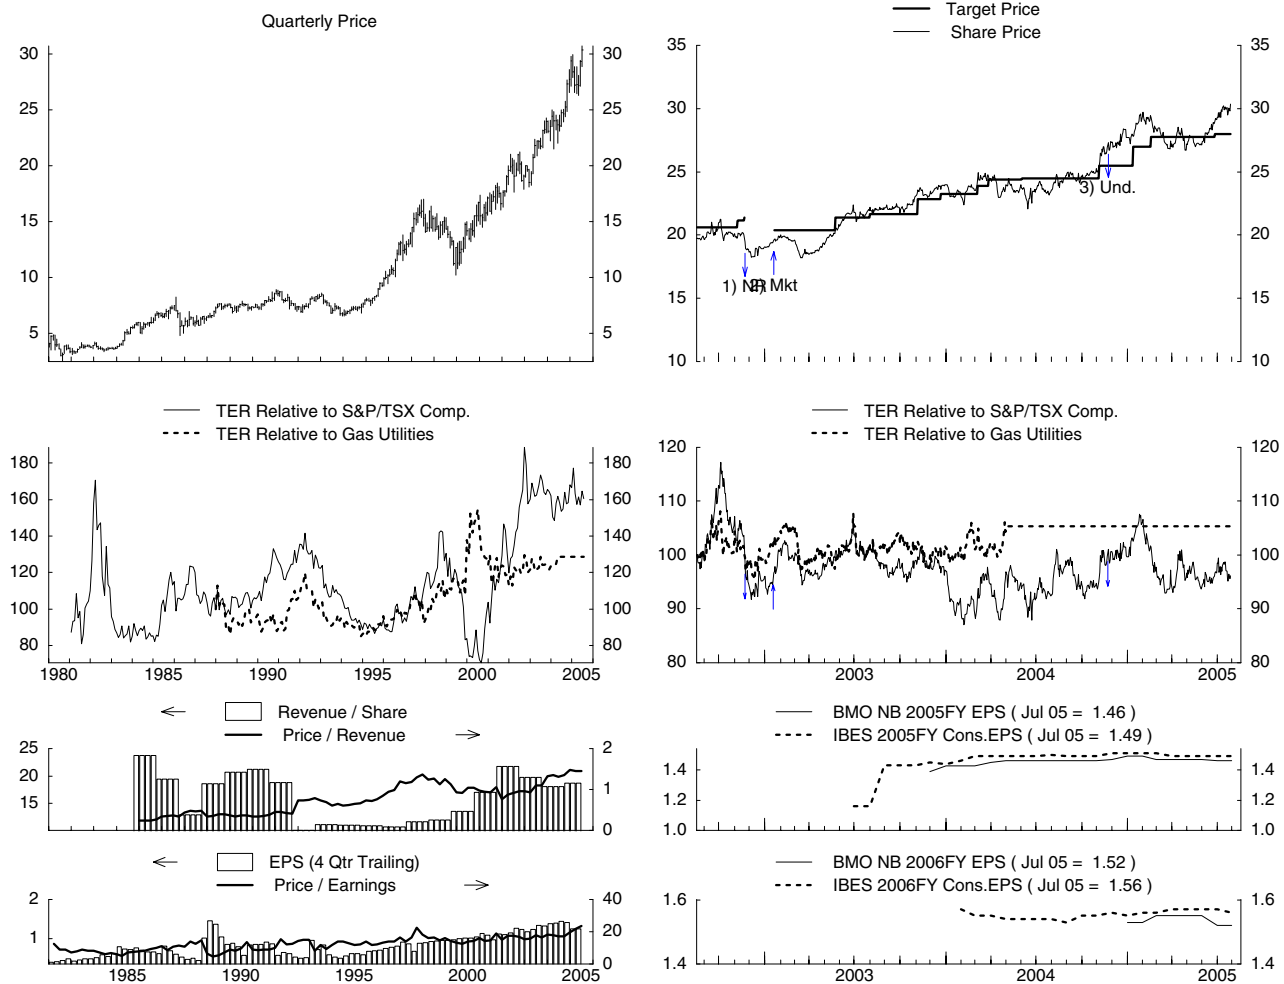 Quarterly Price
30 30
25 25
20 20
15 15
10 10
5 5
Target Price
Share Price
35 35
30 30
25 25
20 20
15 15
10 10
1) NR 2) Mkt
3) Und.
TER Relative to S&P/TSX Comp.
TER Relative to Gas Utilities
180 180
160 160
140 140
120 120
100 100
80 80
1980 1985 1990 1995 2000 2005
TER Relative to S&P/TSX Comp.
TER Relative to Gas Utilities
120 120
110 110
100 100
90 90
80 80
2003 2004 2005
Revenue / Share
Price / Revenue
25 2
20 1
15
0
BMO NB 2005FY EPS ( Jul 05 = 1.46 )
IBES 2005FY Cons.EPS ( Jul 05 = 1.49 )
1.4 1.4
1.2 1.2
1.0 1.0
EPS (4 Qtr Trailing)
Price / Earnings
2 40
1 20
0
1985 1990 1995 2000 2005
BMO NB 2006FY EPS ( Jul 05 = 1.52 )
IBES 2006FY Cons.EPS ( Jul 05 = 1.56 )
1.6 1.6
1.4 1.4
2003 2004 2005